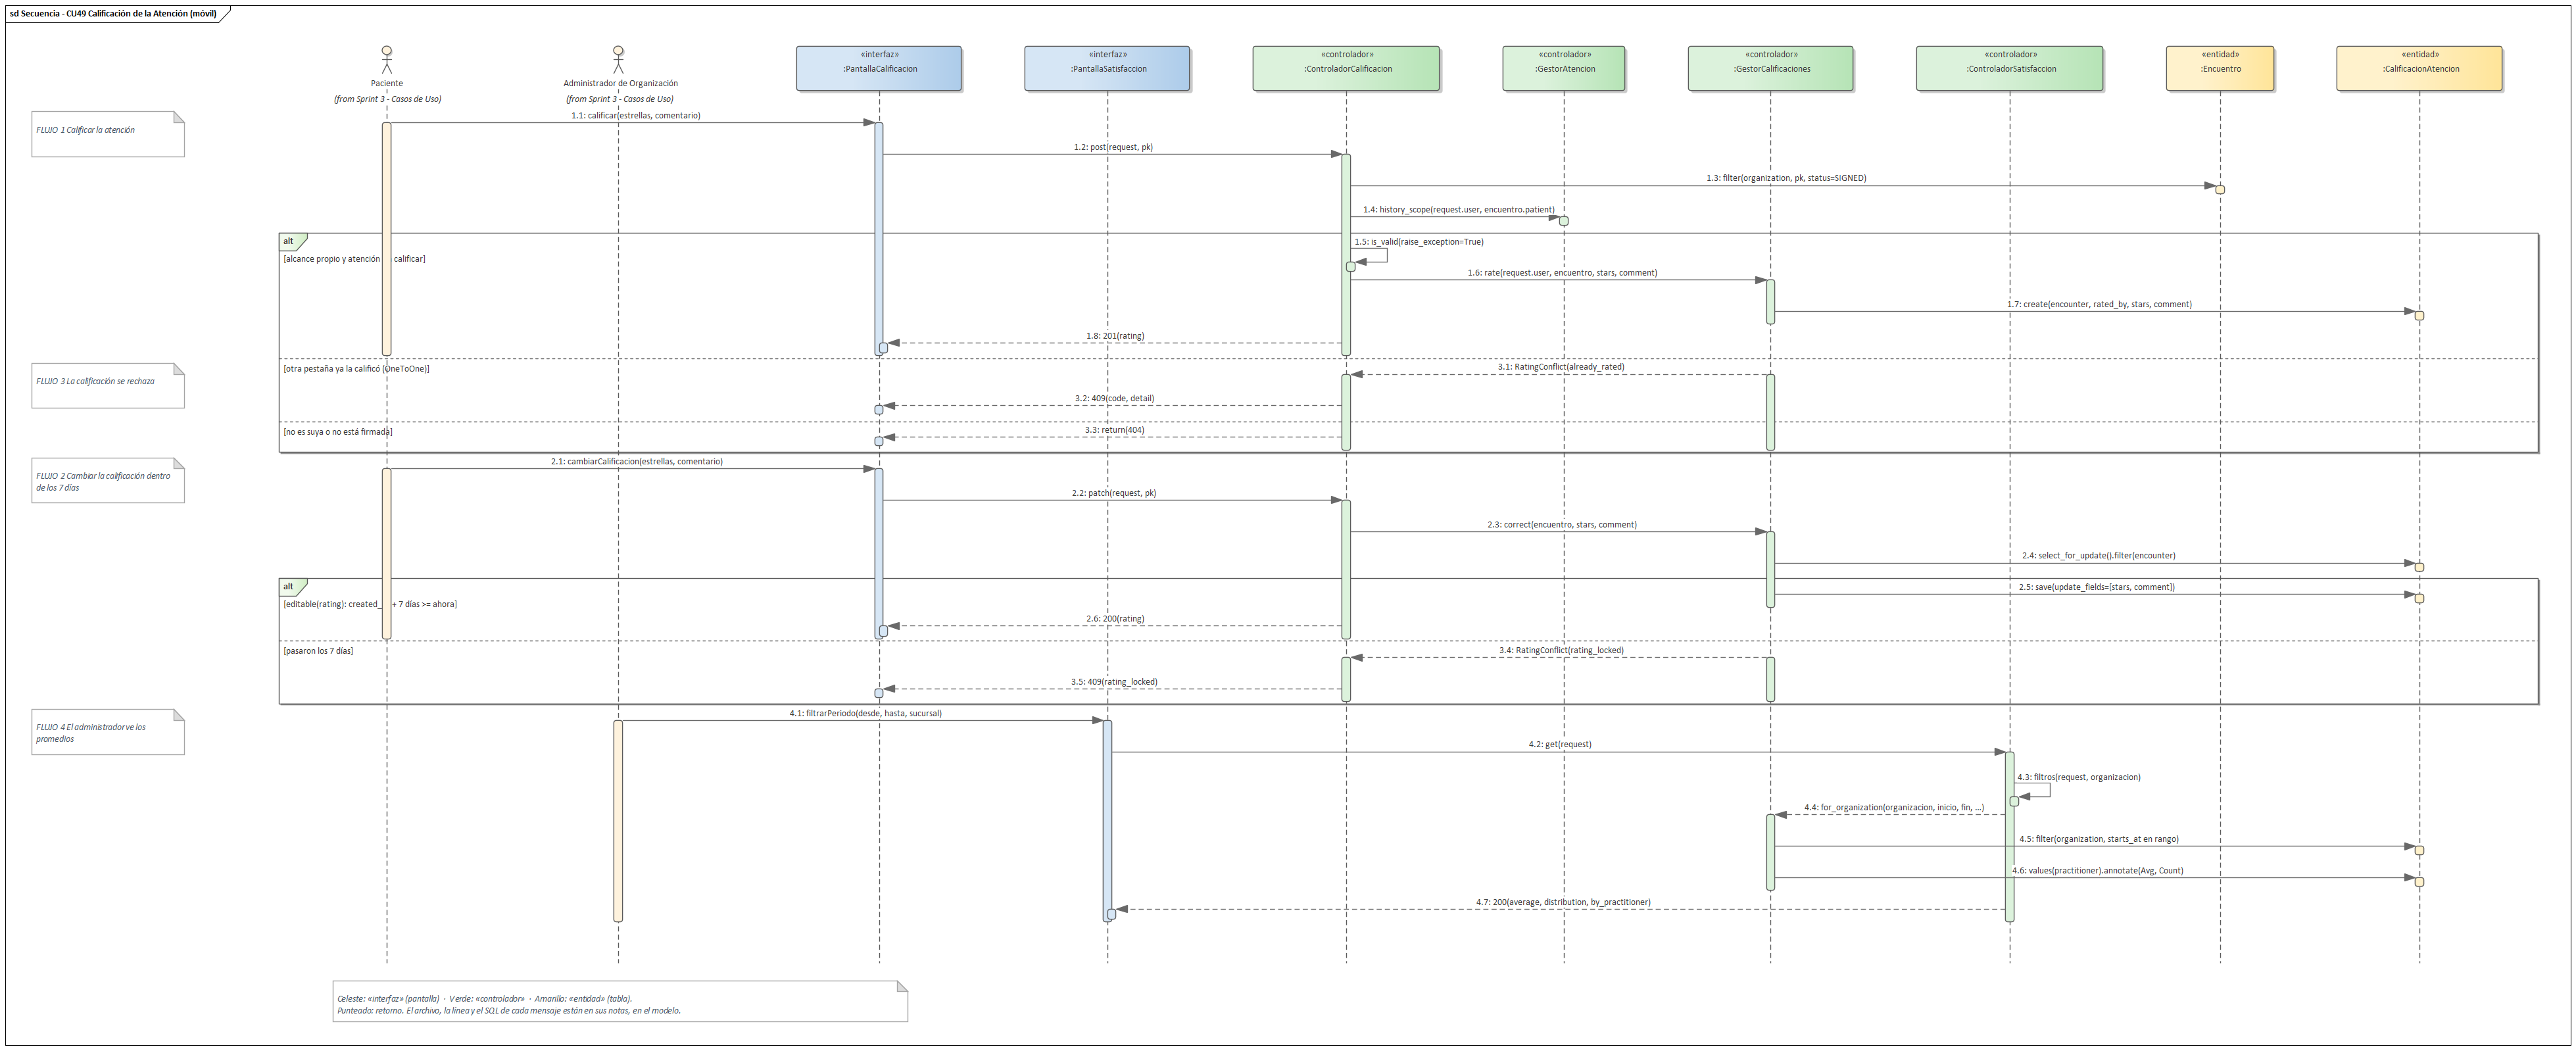 sd Secuencia - CU49 Calificación de la Atención (móvil)
Paciente
(from Sprint 3 - Casos de Uso)
Administrador de Organización
(from Sprint 3 - Casos de Uso)
«interfaz»
:PantallaCalificacion
«interfaz»
:PantallaSatisfaccion
«controlador»
:ControladorCalificacion
«controlador»
:GestorAtencion
«controlador»
:GestorCalificaciones
«controlador»
:ControladorSatisfaccion
«entidad»
:Encuentro
«entidad»
:CalificacionAtencion
FLUJO 1 Calificar la atención
1.1: calificar(estrellas, comentario)
1.2: post(request, pk)
1.3: filter(organization, pk, status=SIGNED)
1.4: history_scope(request.user, encuentro.patient)
alt
[alcance propio y atención calificar]
1.5: is_valid(raise_exception=True)
1.6: rate(request.user, encuentro, stars, comment)
1.7: create(encounter, rated_by, stars, comment)
1.8: 201(rating)
FLUJO 3 La calificación se rechaza
[otra pestaña ya la calificó (OneToOne)]
3.1: RatingConflict(already_rated)
3.2: 409(code, detail)
[no es suya o no está firmada]
3.3: return(404)
FLUJO 2 Cambiar la calificación dentro
de los 7 días
2.1: cambiarCalificacion(estrellas, comentario)
2.2: patch(request, pk)
2.3: correct(encuentro, stars, comment)
2.4: select_for_update().filter(encounter)
alt
[editable(rating): created_ + 7 días >= ahora]
2.5: save(update_fields=[stars, comment])
2.6: 200(rating)
[pasaron los 7 días]
3.4: RatingConflict(rating_locked)
3.5: 409(rating_locked)
FLUJO 4 El administrador ve los
promedios
4.1: filtrarPeriodo(desde, hasta, sucursal)
4.2: get(request)
4.3: filtros(request, organizacion)
4.4: for_organization(organizacion, inicio, fin, ...)
4.5: filter(organization, starts_at en rango)
4.6: values(practitioner).annotate(Avg, Count)
4.7: 200(average, distribution, by_practitioner)
Celeste: «interfaz» (pantalla) · Verde: «controlador» · Amarillo: «entidad» (tabla).
Punteado: retorno. El archivo, la línea y el SQL de cada mensaje están en sus notas, en el modelo.